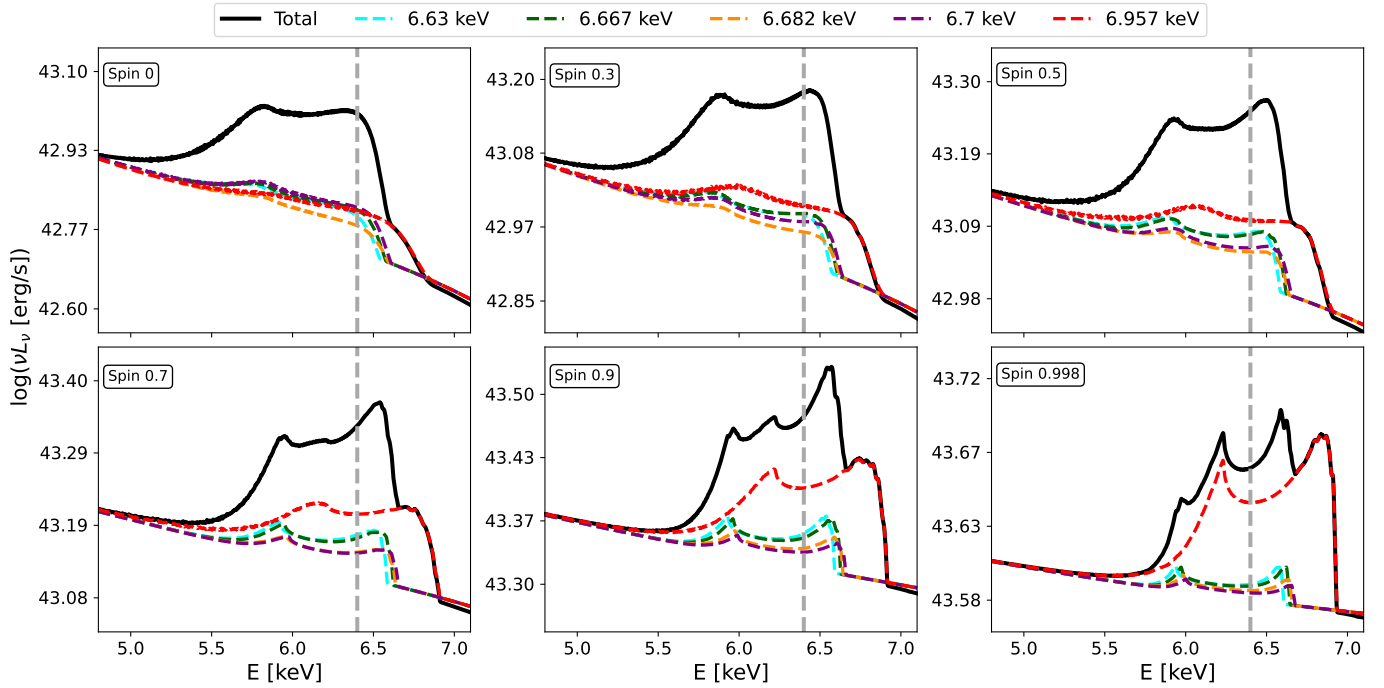 Total 6.63 keV 6.667 keV 6.682 keV 6.7 keV 6.957 keV
log(νLν [erg/s])
Spin 0
43.10
42.93
42.77
42.60
Spin 0.3
43.20
43.08
42.97
42.85
Spin 0.5
43.30
43.19
43.09
42.98
Spin 0.7
43.40
43.29
43.19
43.08
5.0 5.5 6.0 6.5 7.0
E [keV]
Spin 0.9
43.50
43.43
43.37
43.30
5.0 5.5 6.0 6.5 7.0
E [keV]
Spin 0.998
43.72
43.67
43.63
43.58
5.0 5.5 6.0 6.5 7.0
E [keV]